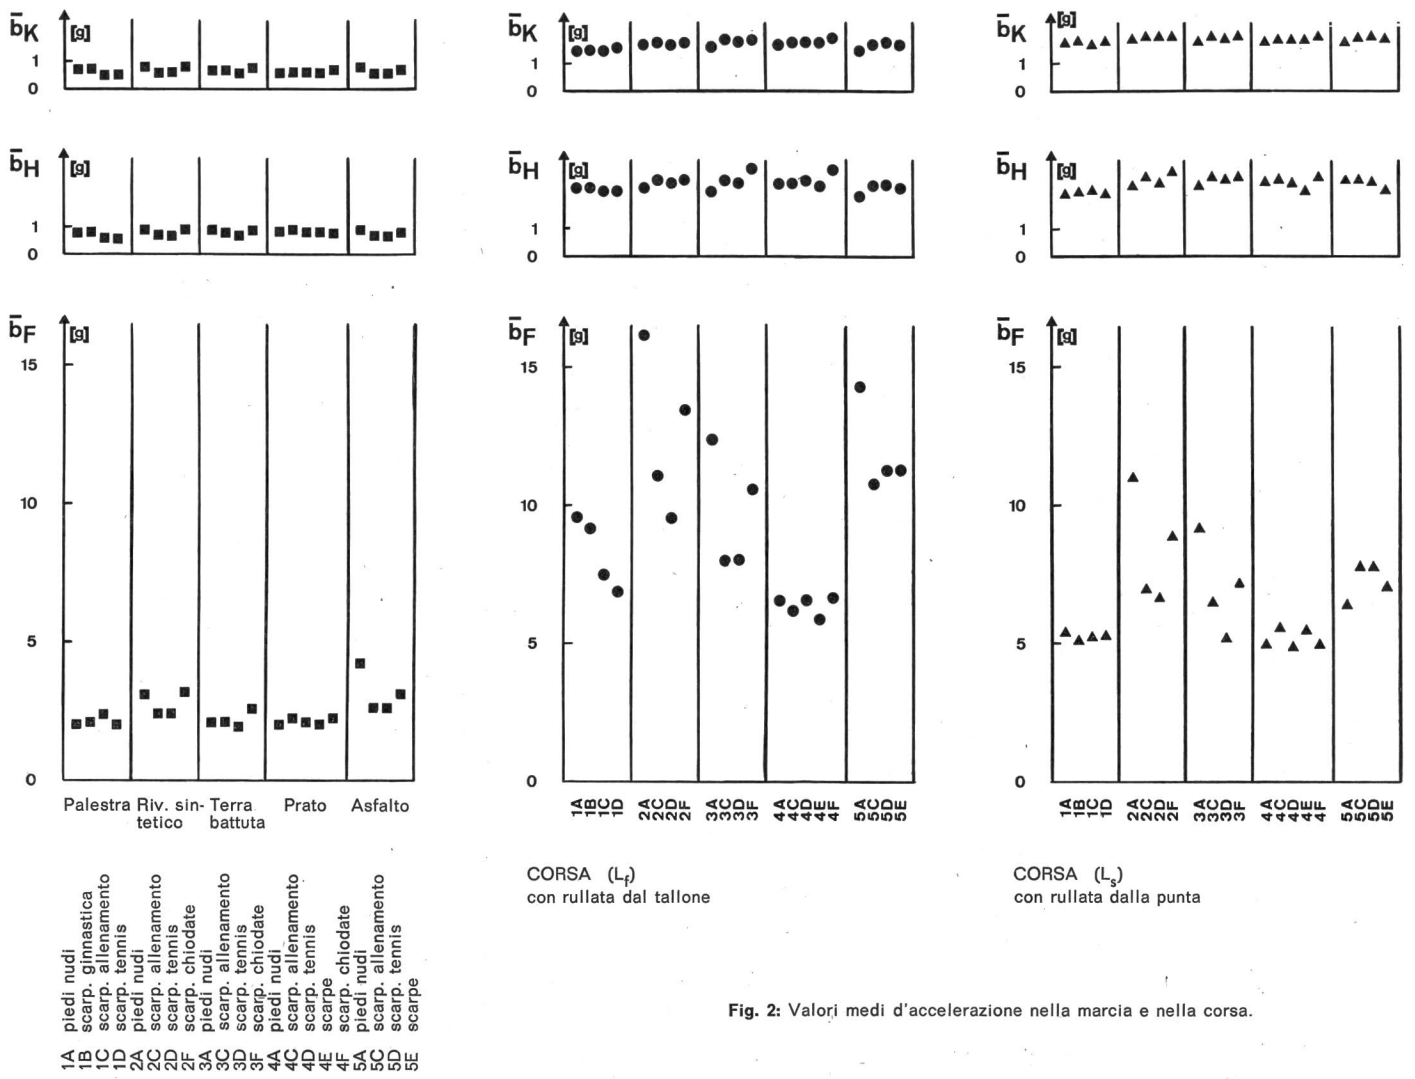 b̄K [g]
1
0
b̄H [g]
1
0
b̄F [g]
15
10
5
0
Palestra Riv. sin- Terra Prato Asfalto
tetico battuta
1A piedi nudi
1B scarp. ginnastica
1C scarp. allenamento
1D scarp. tennis
2A piedi nudi
2C scarp. allenamento
2D scarp. tennis
2F scarp. chiodate
3A piedi nudi
3C scarp. allenamento
3D scarp. tennis
3F scarp. chiodate
4A piedi nudi
4C scarp. allenamento
4D scarp. tennis
4E scarpe
4F scarp. chiodate
5A piedi nudi
5C scarp. allenamento
5D scarp. tennis
5E scarpe
b̄K [g]
1
0
b̄H [g]
1
0
b̄F [g]
15
10
5
0
1A 1B 1C 1D 2A 2C 2D 2F 3A 3C 3D 3F 4A 4C 4D 4E 4F 5A 5C 5D 5E
CORSA (Lf)
con rullata dal tallone
b̄K [g]
1
0
b̄H [g]
1
0
b̄F [g]
15
10
5
0
1A 1B 1C 1D 2A 2C 2D 2F 3A 3C 3D 3F 4A 4C 4D 4E 4F 5A 5C 5D 5E
CORSA (Ls)
con rullata dalla punta
Fig. 2: Valori medi d'accelerazione nella marcia e nella corsa.